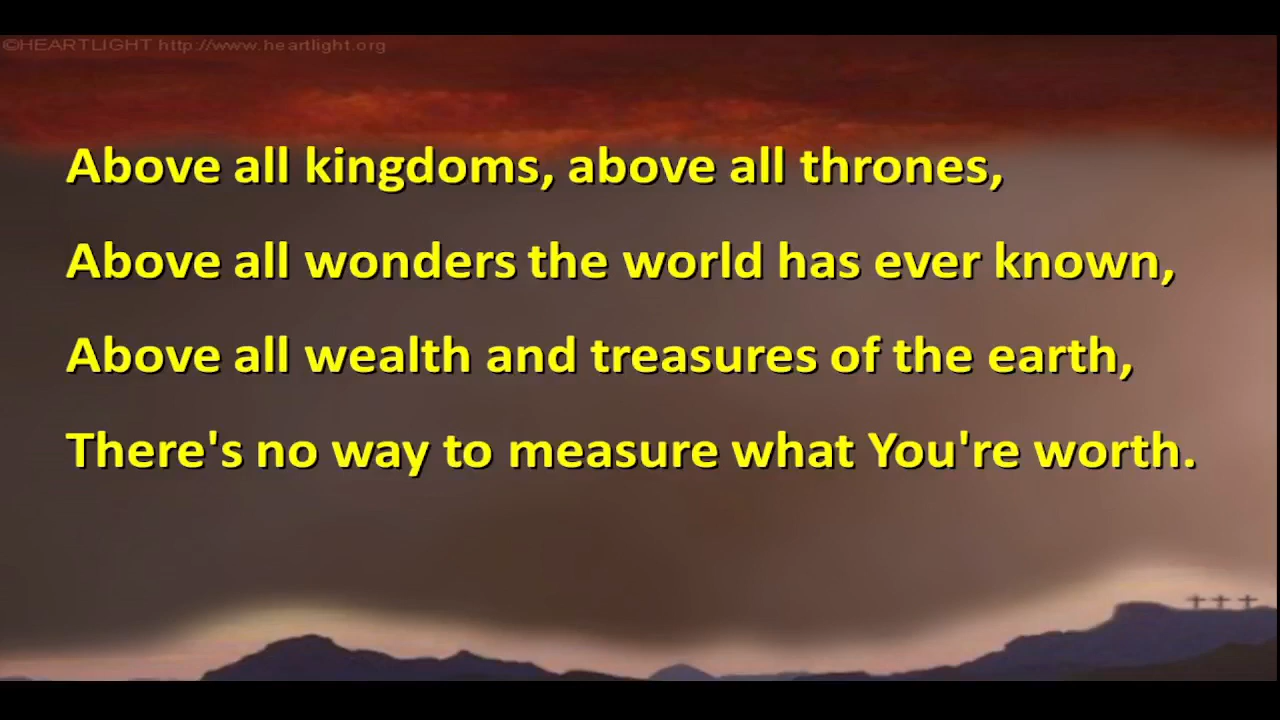 ©HEARTLIGHT http://www.heartlight.org
Above all kingdoms, above all thrones,
Above all wonders the world has ever known,
Above all wealth and treasures of the earth,
There's no way to measure what You're worth.